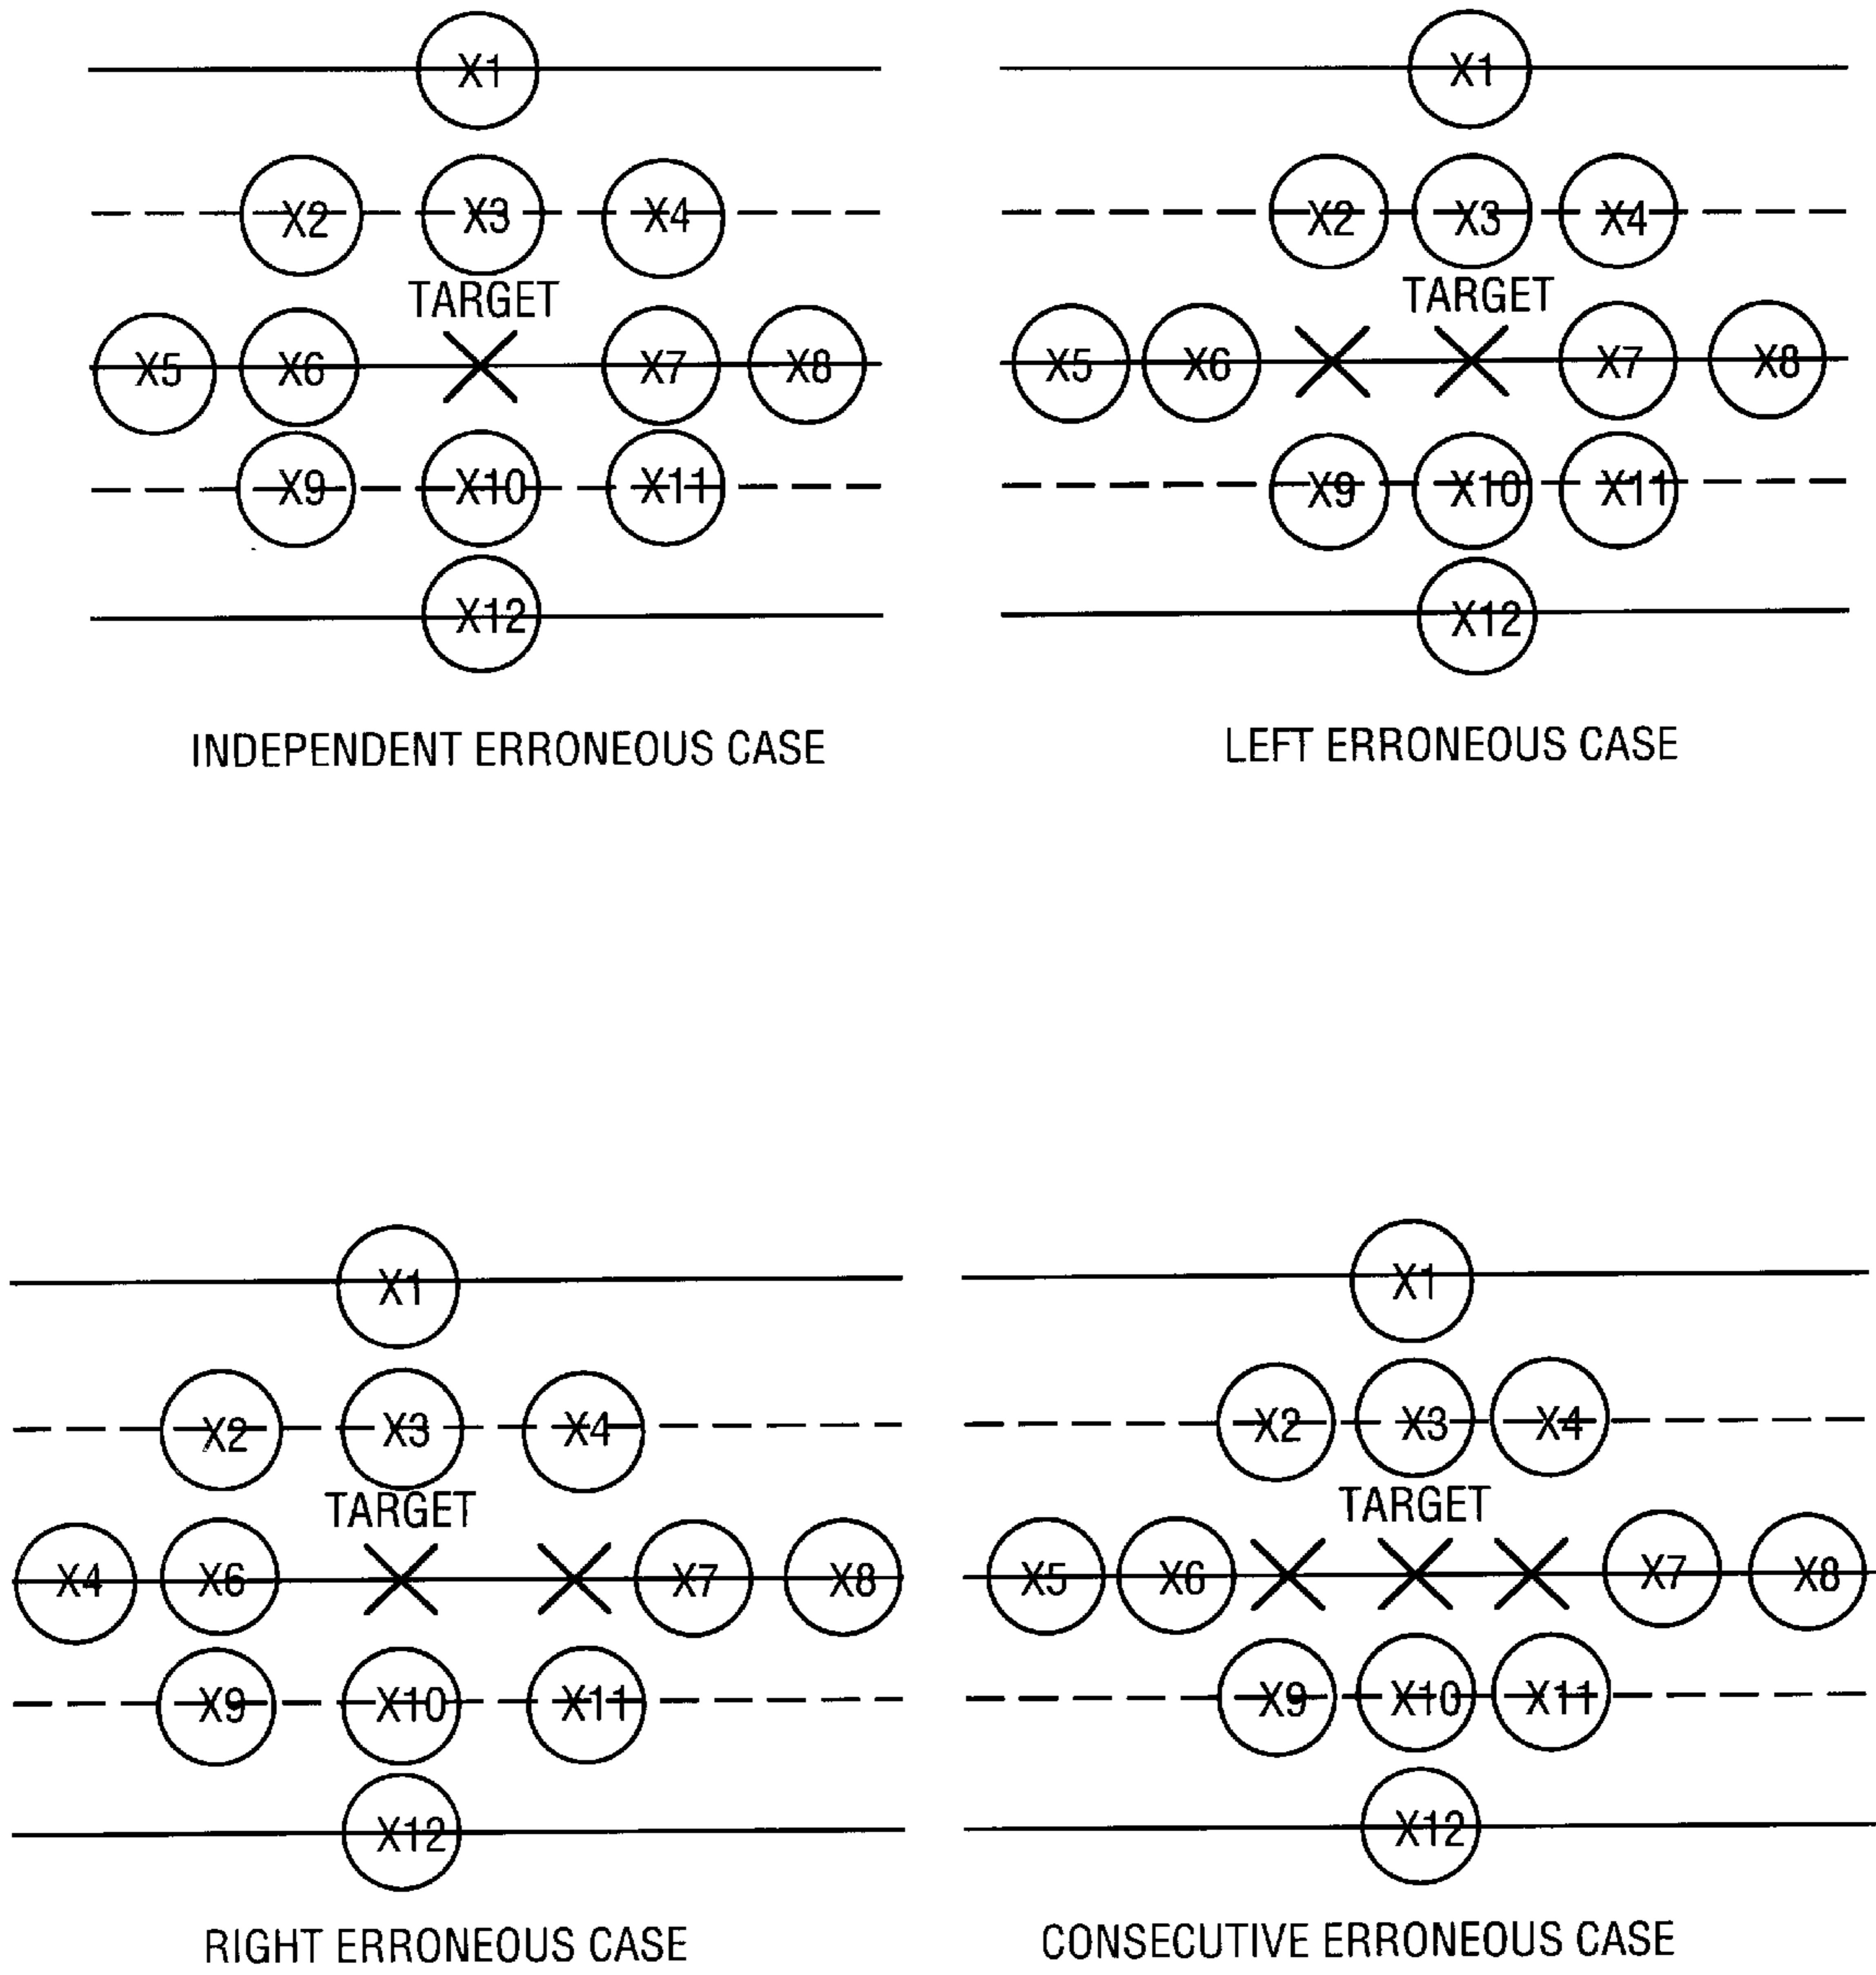 X1
X2 X3 X4
TARGET
X5 X6 X7 X8
X9 X10 X11
X12
INDEPENDENT ERRONEOUS CASE
X1
X2 X3 X4
TARGET
X5 X6 X7 X8
X9 X10 X11
X12
LEFT ERRONEOUS CASE
X1
X2 X3 X4
TARGET
X4 X6 X7 X8
X9 X10 X11
X12
RIGHT ERRONEOUS CASE
X1
X2 X3 X4
TARGET
X5 X6 X7 X8
X9 X10 X11
X12
CONSECUTIVE ERRONEOUS CASE